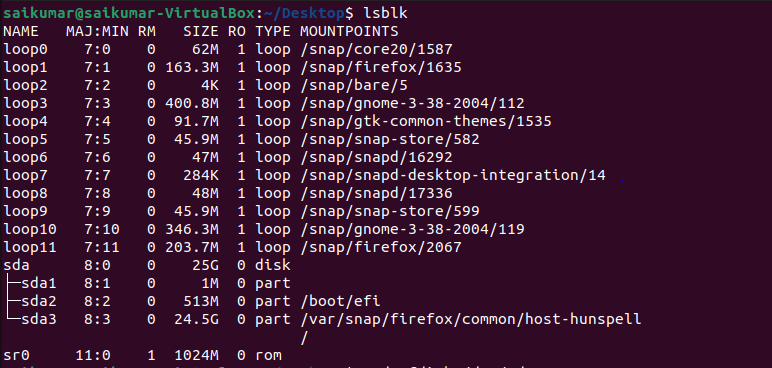 saikumar@saikumar-VirtualBox:~/Desktop$ lsblk
NAME   MAJ:MIN RM   SIZE RO TYPE MOUNTPOINTS
loop0    7:0    0    62M  1 loop /snap/core20/1587
loop1    7:1    0 163.3M  1 loop /snap/firefox/1635
loop2    7:2    0     4K  1 loop /snap/bare/5
loop3    7:3    0 400.8M  1 loop /snap/gnome-3-38-2004/112
loop4    7:4    0  91.7M  1 loop /snap/gtk-common-themes/1535
loop5    7:5    0  45.9M  1 loop /snap/snap-store/582
loop6    7:6    0    47M  1 loop /snap/snapd/16292
loop7    7:7    0   284K  1 loop /snap/snapd-desktop-integration/14
loop8    7:8    0    48M  1 loop /snap/snapd/17336
loop9    7:9    0  45.9M  1 loop /snap/snap-store/599
loop10   7:10   0 346.3M  1 loop /snap/gnome-3-38-2004/119
loop11   7:11   0 203.7M  1 loop /snap/firefox/2067
sda      8:0    0    25G  0 disk
├─sda1   8:1    0     1M  0 part
├─sda2   8:2    0   513M  0 part /boot/efi
└─sda3   8:3    0  24.5G  0 part /var/snap/firefox/common/host-hunspell
/
sr0     11:0    1  1024M  0 rom